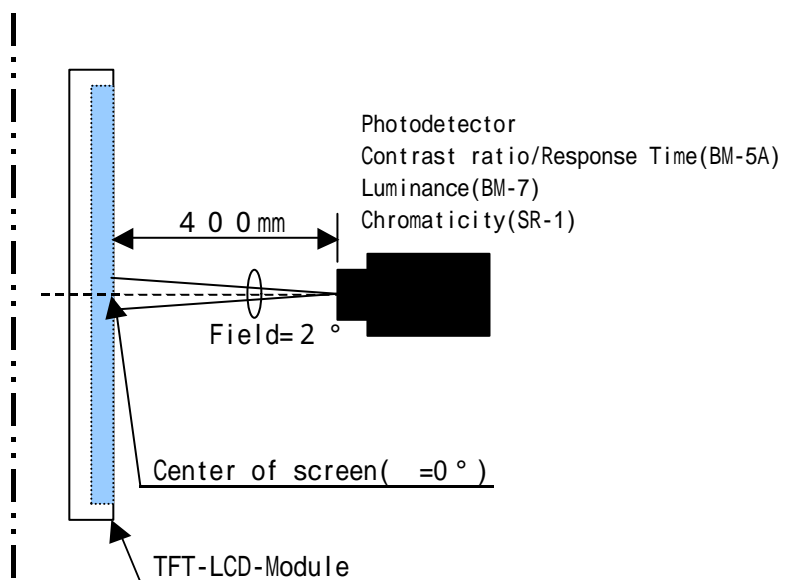 Photodetector
Contrast ratio/Response Time(BM-5A)
Luminance(BM-7)
Chromaticity(SR-1)
４００mm
Field=２°
Center of screen( =0°)
TFT-LCD-Module